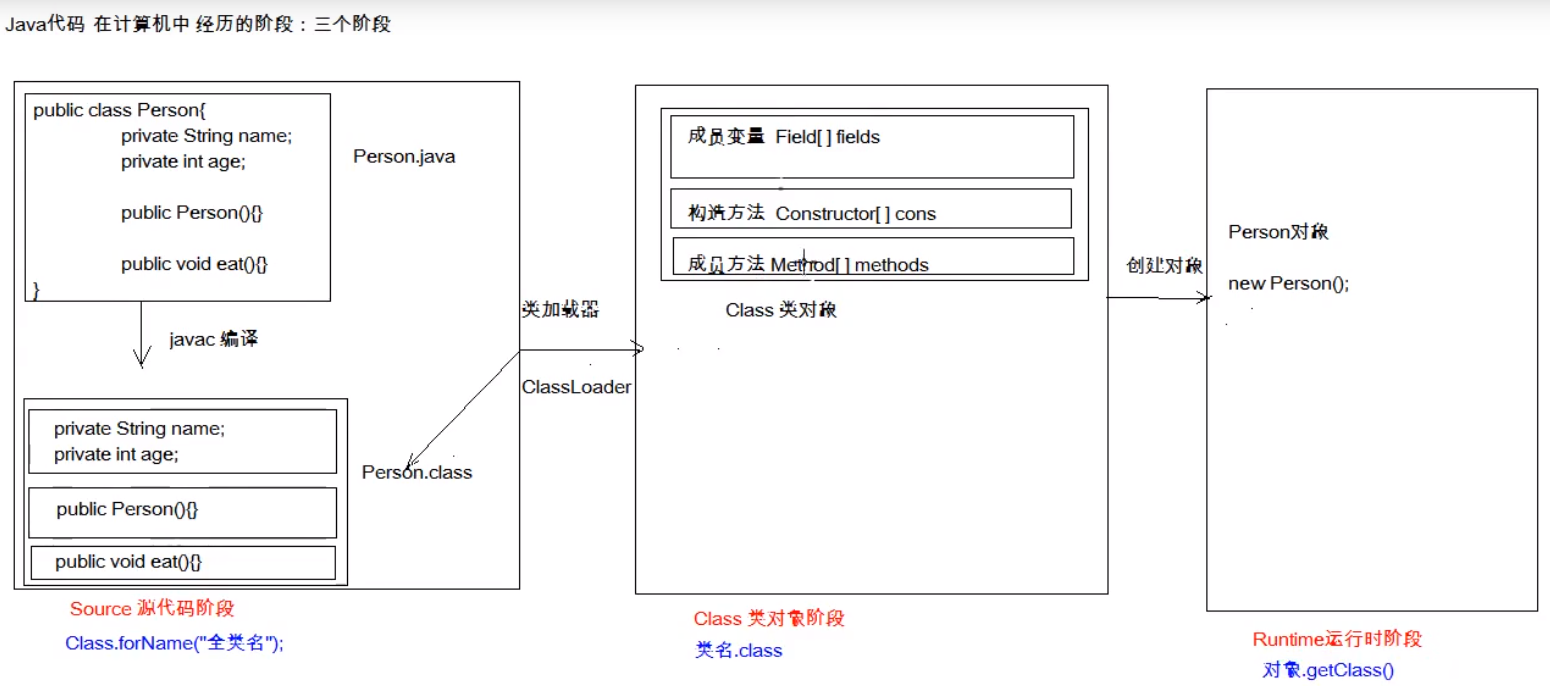 Java代码 在计算机中 经历的阶段：三个阶段
public class Person{
private String name;
private int age;
public Person(){}
public void eat(){}
}
Person.java
javac 编译
private String name;
private int age;
public Person(){}
public void eat(){}
Person.class
Source 源代码阶段
Class.forName("全类名");
类加载器
ClassLoader
成员变量 Field[ ] fields
构造方法 Constructor[ ] cons
成员方法 Method[ ] methods
Class 类对象
Class 类对象阶段
类名.class
创建对象
Person对象
new Person();
Runtime运行时阶段
对象.getClass()